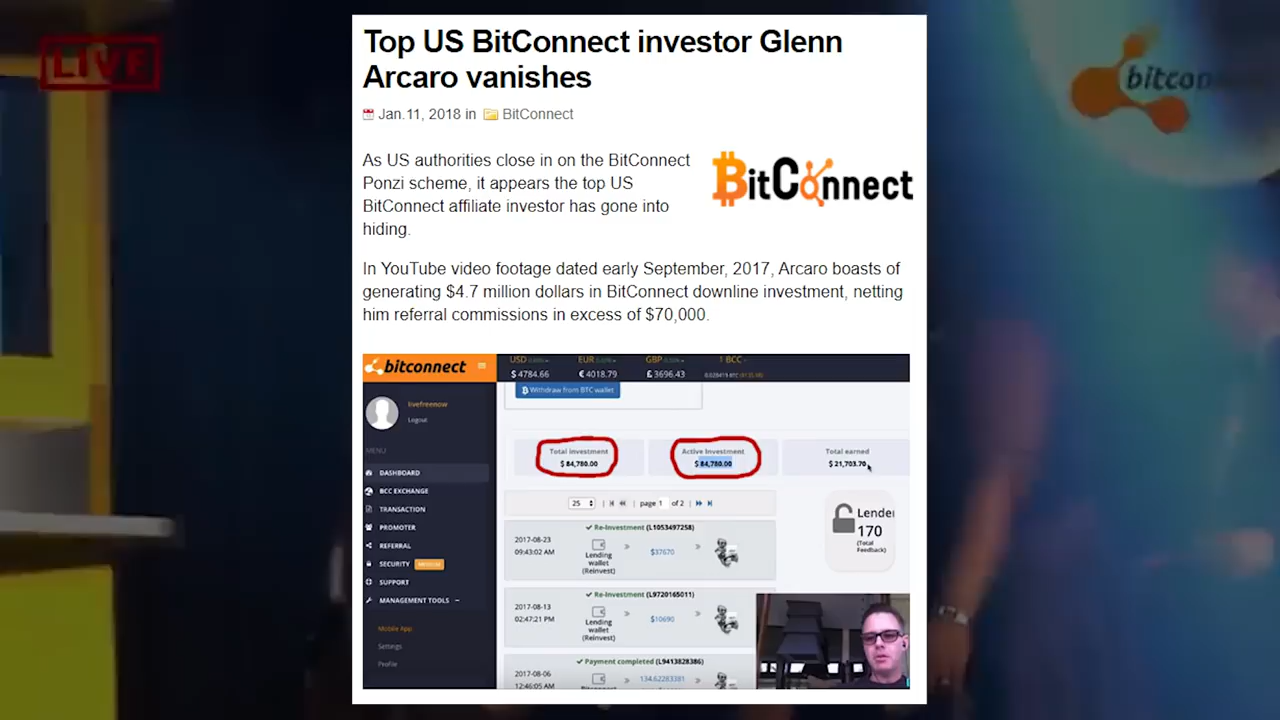 LIVE
bitcon
Top US BitConnect investor Glenn
Arcaro vanishes
Jan.11, 2018 in BitConnect
As US authorities close in on the BitConnect
Ponzi scheme, it appears the top US
BitConnect affiliate investor has gone into
hiding.
BitConnect
In YouTube video footage dated early September, 2017, Arcaro boasts of
generating $4.7 million dollars in BitConnect downline investment, netting
him referral commissions in excess of $70,000.
bitconnect
USD
EUR
GBP
1 BCC
$ 4784.66
€ 4018.79
£ 3696.43
Withdraw from BTC wallet
livefreenow
Logout
MENU
DASHBOARD
BCC EXCHANGE
TRANSACTION
PROMOTER
REFERRAL
SECURITY
SUPPORT
MANAGEMENT TOOLS
Mobile App
Settings
Profile
Total investment
$ 84,780.00
Active Investment
$ 84,780.00
Total earned
$ 21,703.70
25
page 1 of 2
Re-Investment (L1053497258)
2017-08-23
09:43:02 AM
Lending
wallet
(Reinvest)
$37670
Re-Investment (L9720165011)
2017-08-13
02:47:21 PM
Lending
wallet
(Reinvest)
$10690
Payment completed (L9413828386)
2017-08-06
12:46:05 AM
134.62283381
Lender
170
(Total
Feedback)